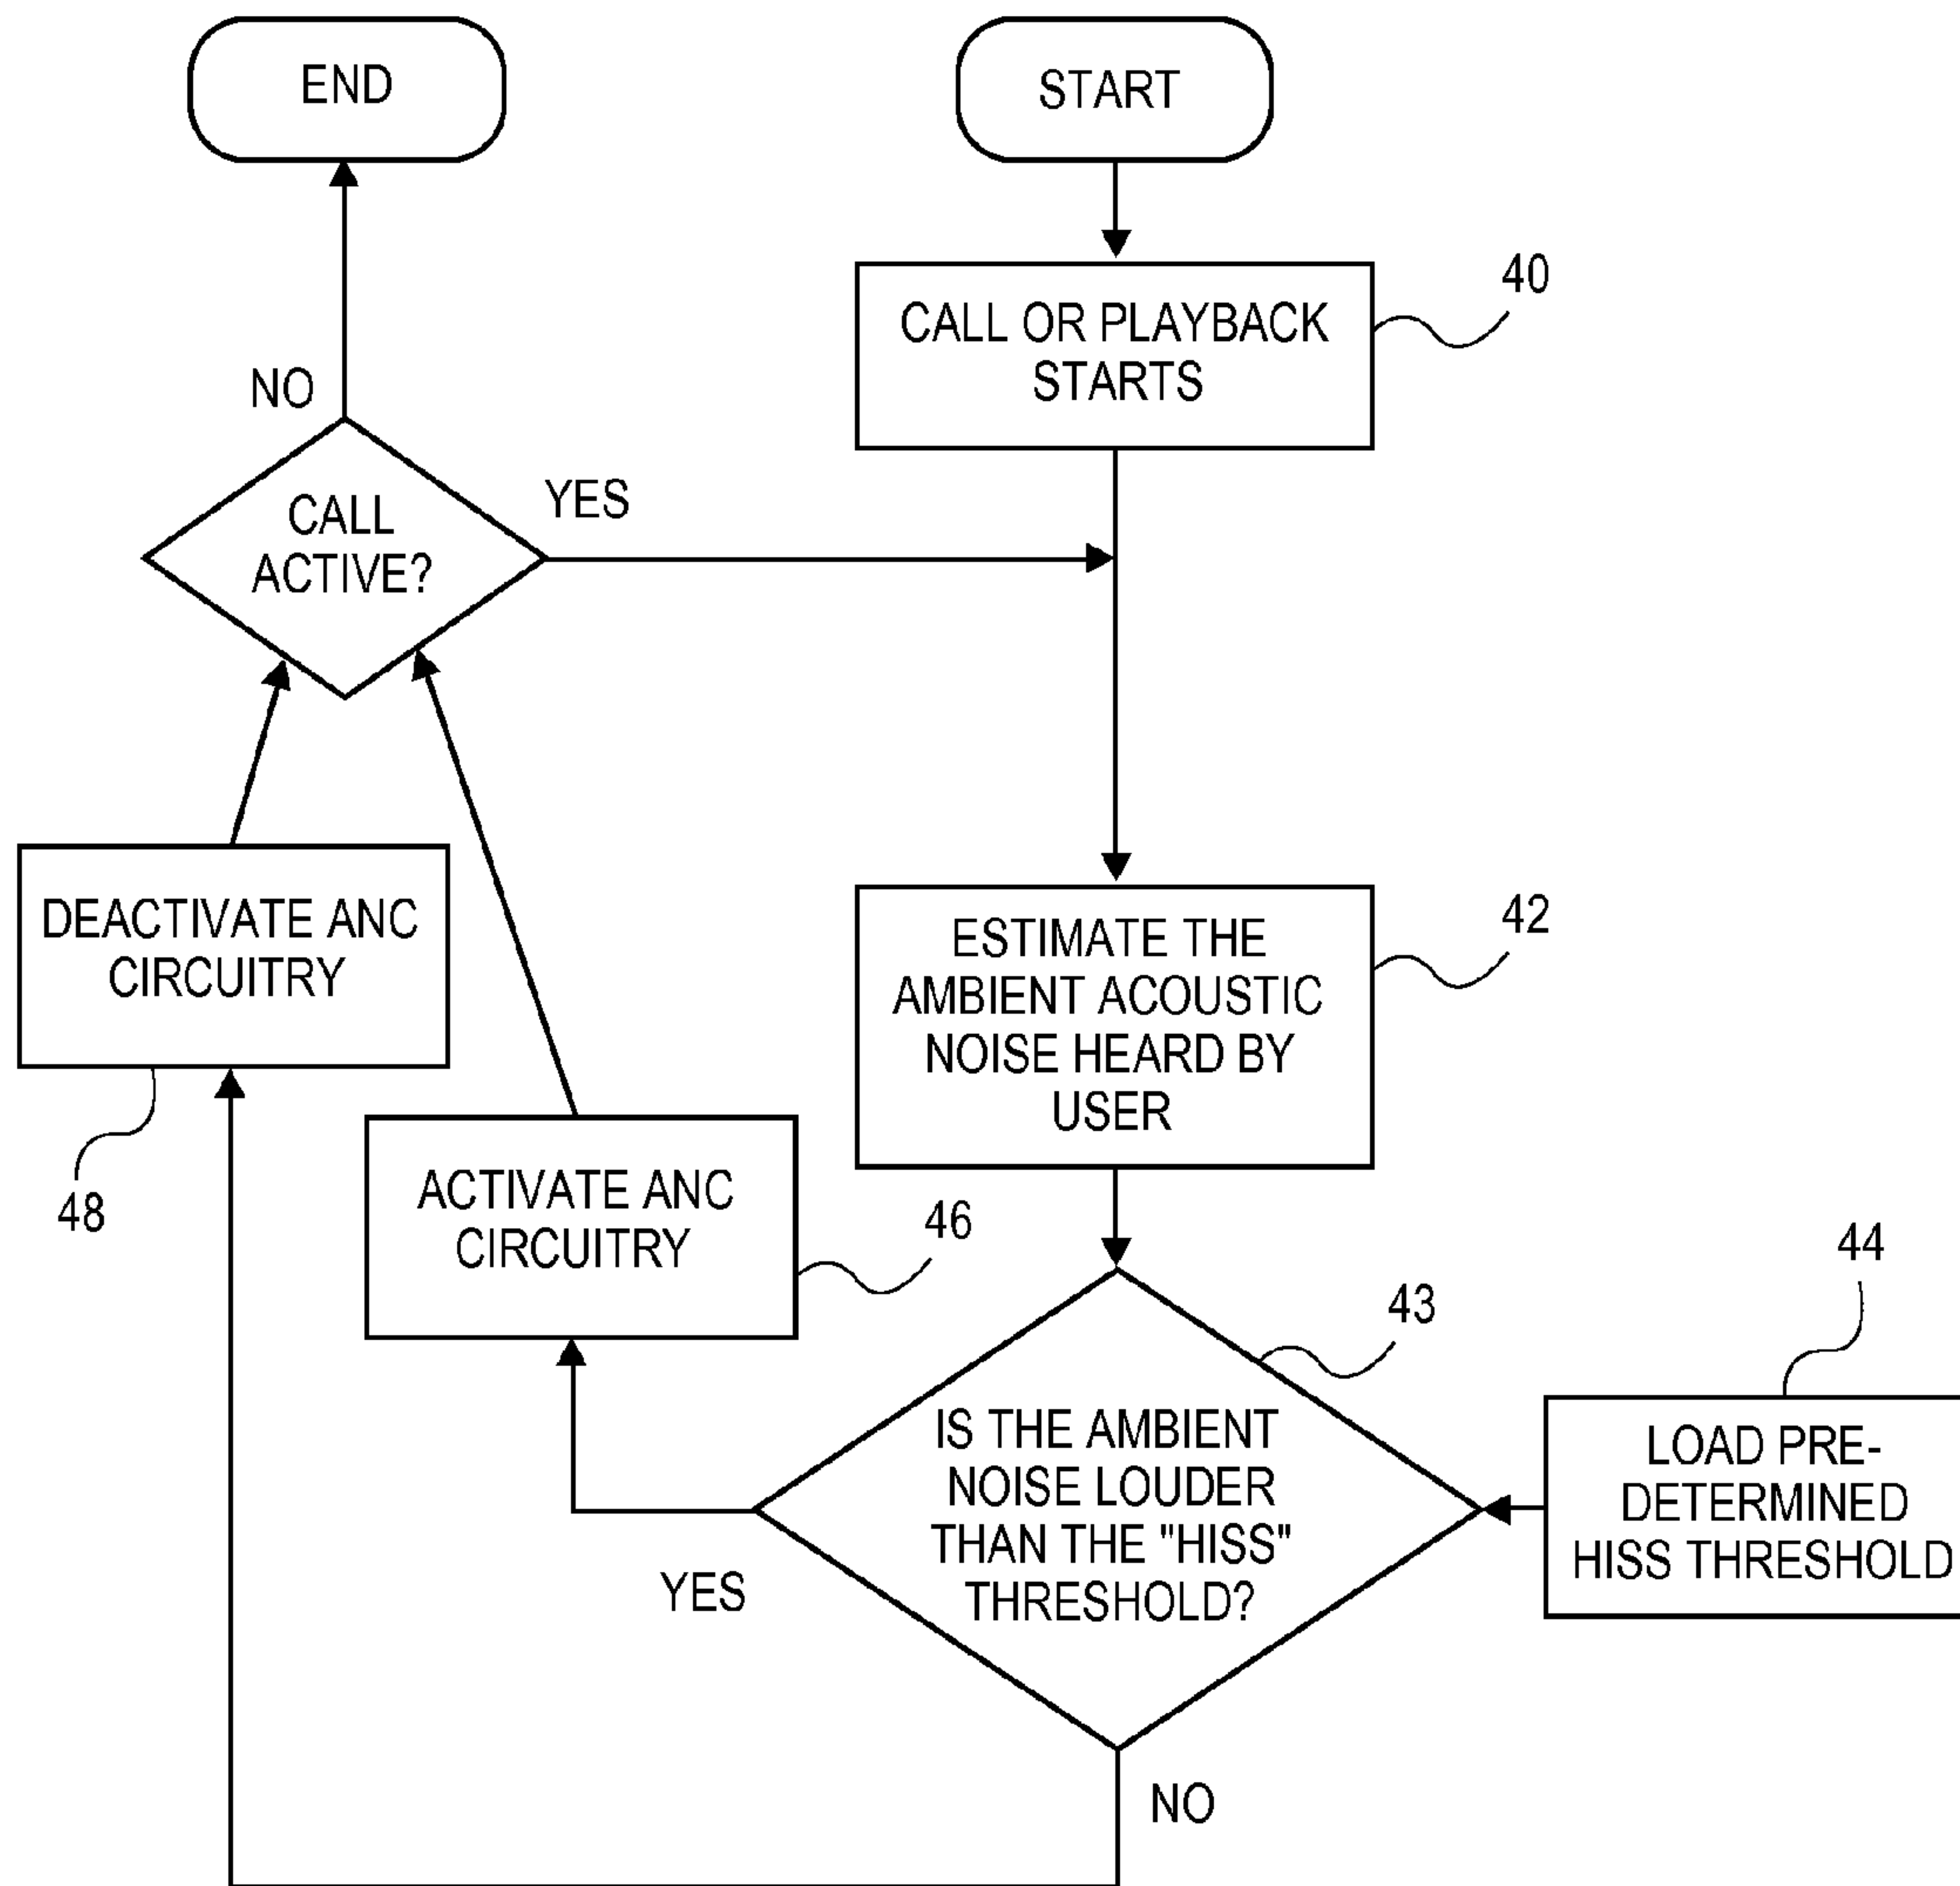 END
START
CALL OR PLAYBACK
STARTS
40
NO
CALL
ACTIVE?
YES
DEACTIVATE ANC
CIRCUITRY
48
ESTIMATE THE
AMBIENT ACOUSTIC
NOISE HEARD BY
USER
42
ACTIVATE ANC
CIRCUITRY
46
43
44
IS THE AMBIENT
NOISE LOUDER
THAN THE "HISS"
THRESHOLD?
LOAD PRE-
DETERMINED
HISS THRESHOLD
YES
NO